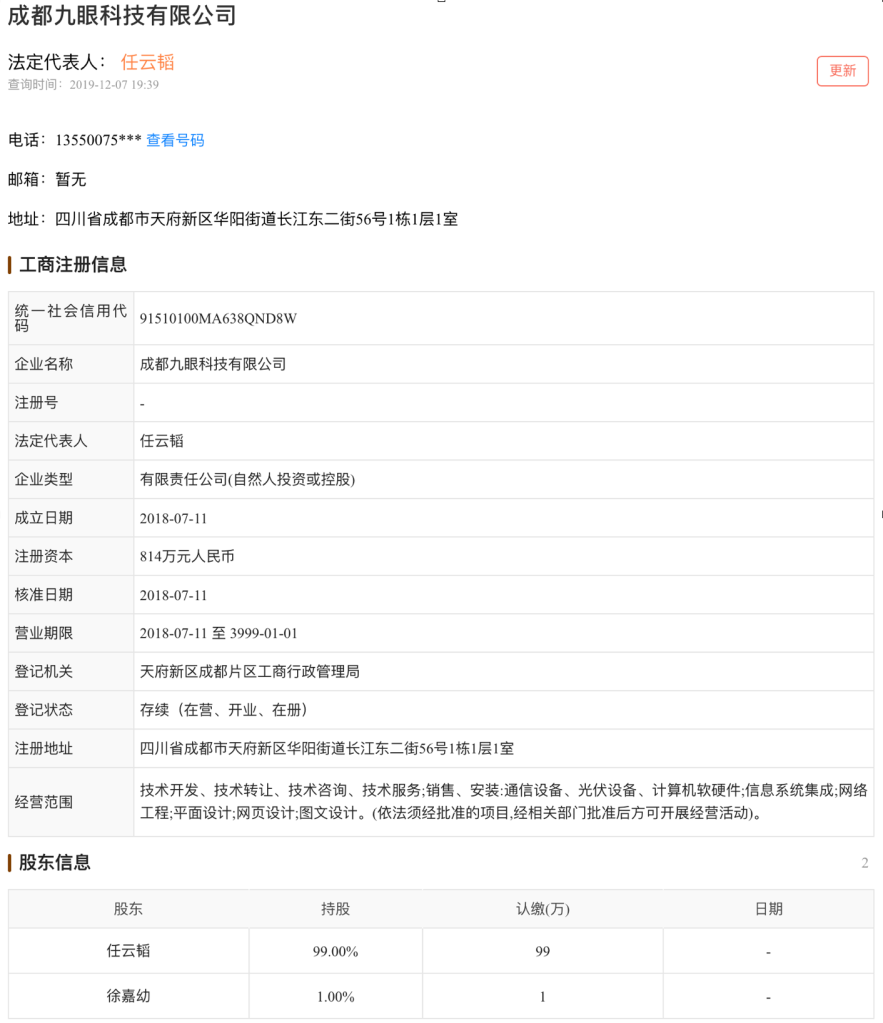 成都九眼科技有限公司
法定代表人： 任云韬
查询时间：2019-12-07 19:39
更新
电话：13550075*** 查看号码
邮箱：暂无
地址：四川省成都市天府新区华阳街道长江东二街56号1栋1层1室
工商注册信息
统一社会信用代码 91510100MA638QND8W
企业名称 成都九眼科技有限公司
注册号 -
法定代表人 任云韬
企业类型 有限责任公司(自然人投资或控股)
成立日期 2018-07-11
注册资本 814万元人民币
核准日期 2018-07-11
营业期限 2018-07-11 至 3999-01-01
登记机关 天府新区成都片区工商行政管理局
登记状态 存续（在营、开业、在册）
注册地址 四川省成都市天府新区华阳街道长江东二街56号1栋1层1室
经营范围 技术开发、技术转让、技术咨询、技术服务;销售、安装:通信设备、光伏设备、计算机软硬件;信息系统集成;网络
工程;平面设计;网页设计;图文设计。(依法须经批准的项目,经相关部门批准后方可开展经营活动)。
股东信息 2
股东 持股 认缴(万) 日期
任云韬 99.00% 99 -
徐嘉幼 1.00% 1 -